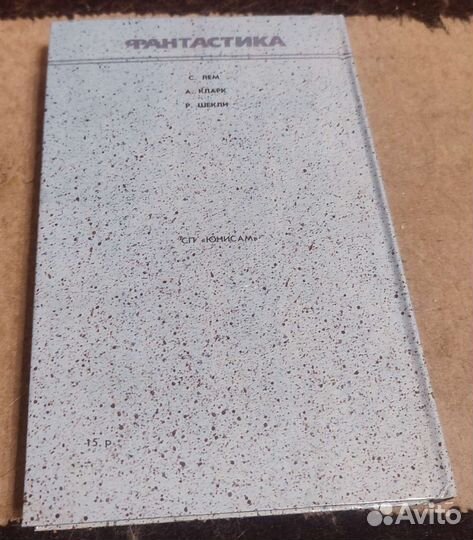 ФАНТАСТИКА
С. ЛЕМ
А. КЛАРК
Р. ШЕКЛИ
СП «ЮНИСАМ»
15. р.
Avito